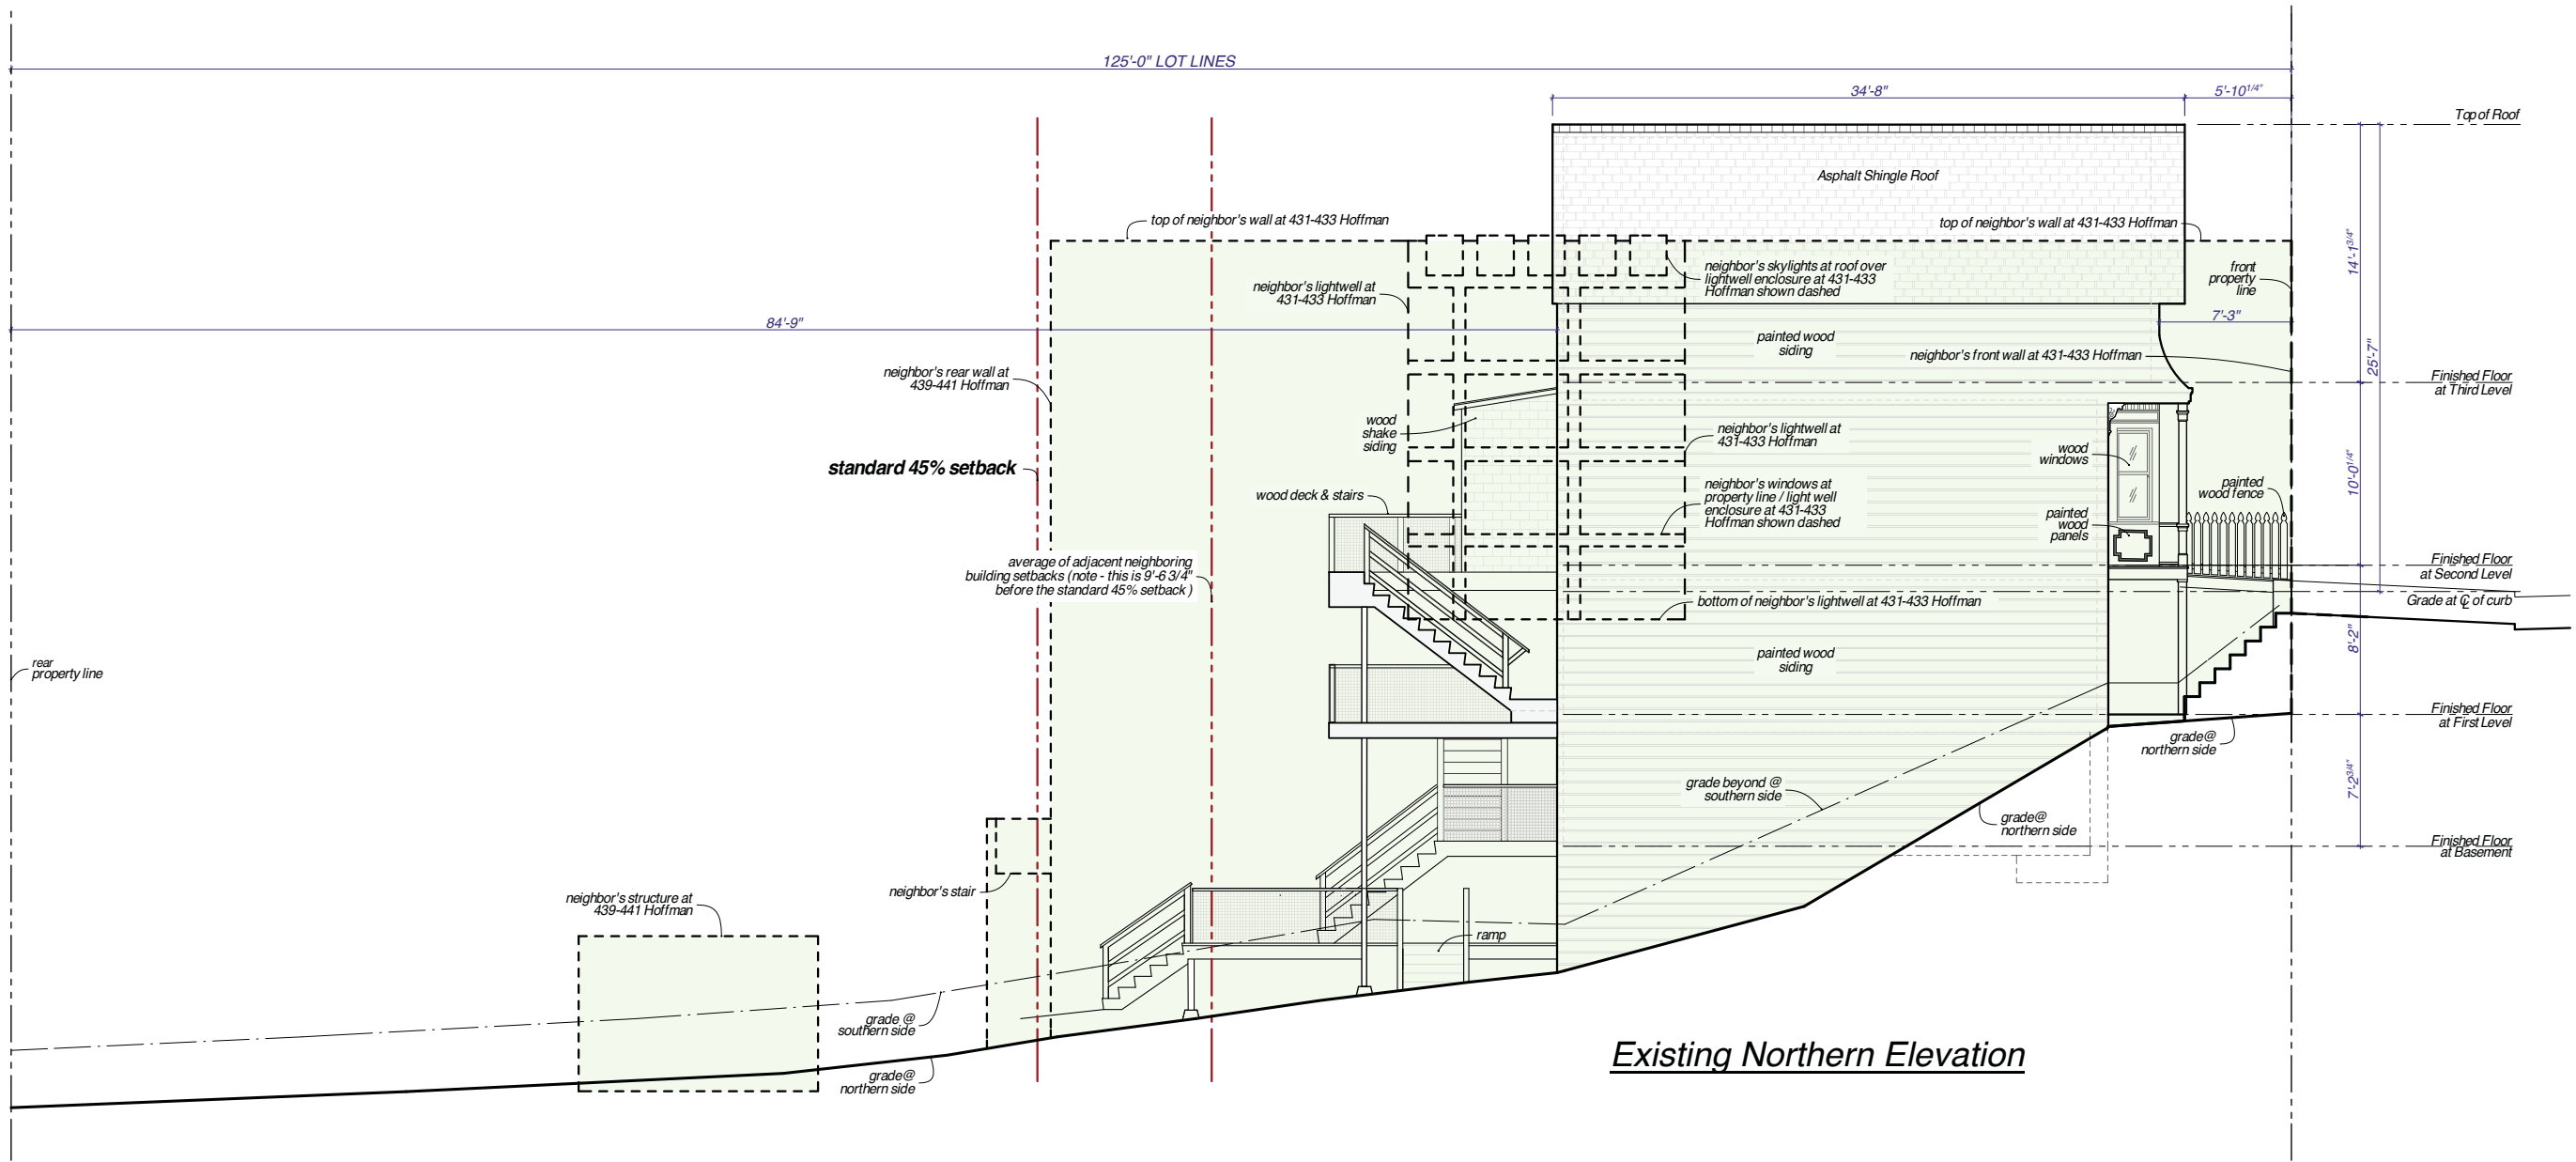 125'-0" LOT LINES
34'-8"
5'-10 1/4"
Top of Roof
Asphalt Shingle Roof
top of neighbor's wall at 431-433 Hoffman
top of neighbor's wall at 431-433 Hoffman
14'-1 3/4"
neighbor's skylights at roof over
lightwell enclosure at 431-433
Hoffman shown dashed
front
property
line
neighbor's lightwell at
431-433 Hoffman
84'-9"
7'-3"
painted wood
siding
neighbor's front wall at 431-433 Hoffman
25'-7"
neighbor's rear wall at
439-441 Hoffman
Finished Floor
at Third Level
wood
shake
siding
neighbor's lightwell at
431-433 Hoffman
wood
windows
standard 45% setback
10'-0 1/4"
wood deck & stairs
neighbor's windows at
property line / light well
enclosure at 431-433
Hoffman shown dashed
painted
wood fence
painted
wood
panels
average of adjacent neighboring
building setbacks (note - this is 9'-6 3/4"
before the standard 45% setback )
Finished Floor
at Second Level
bottom of neighbor's lightwell at 431-433 Hoffman
Grade at ℄ of curb
8'-2"
rear
property line
painted wood
siding
Finished Floor
at First Level
grade@
northern side
7'-2 3/4"
grade beyond @
southern side
grade@
northern side
Finished Floor
at Basement
neighbor's stair
neighbor's structure at
439-441 Hoffman
ramp
grade @
southern side
Existing Northern Elevation
grade@
northern side